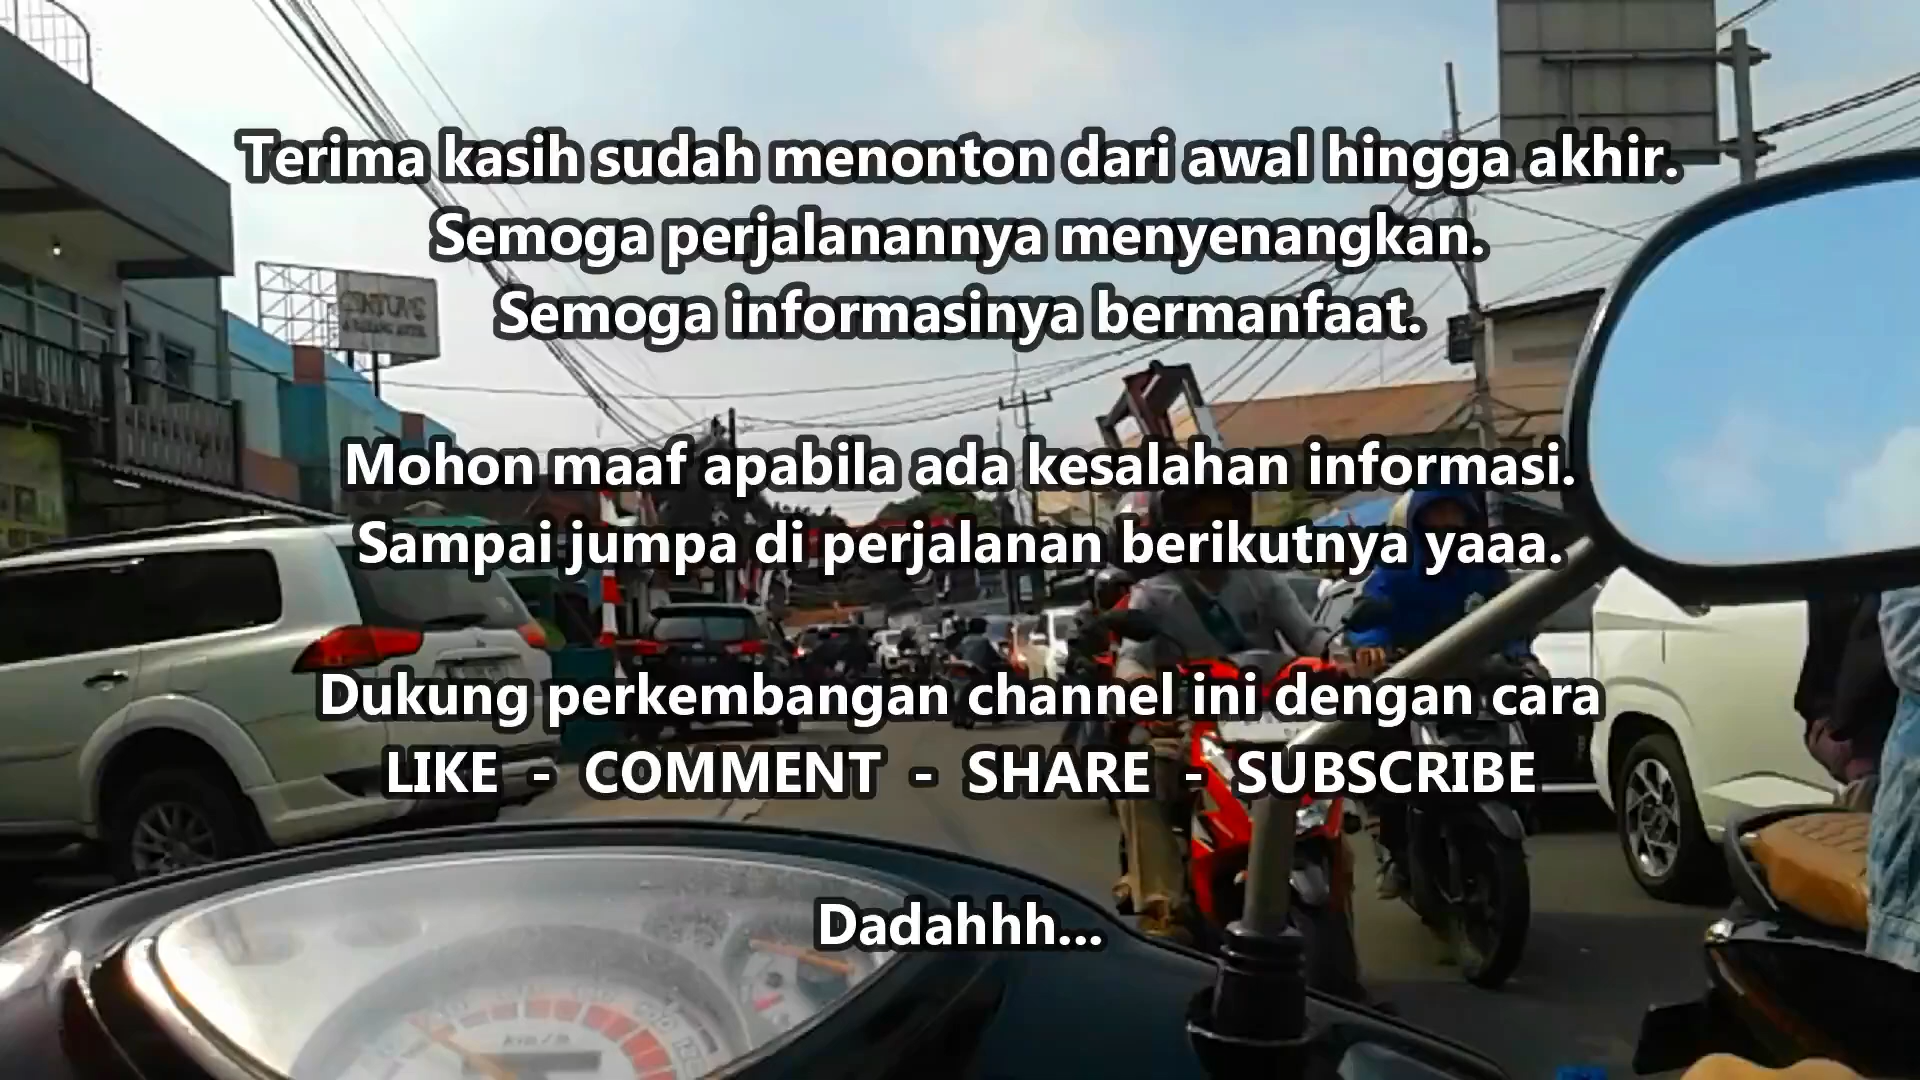 Terima kasih sudah menonton dari awal hingga akhir.
Semoga perjalanannya menyenangkan.
Semoga informasinya bermanfaat.
Mohon maaf apabila ada kesalahan informasi.
Sampai jumpa di perjalanan berikutnya yaaa.
Dukung perkembangan channel ini dengan cara
LIKE - COMMENT - SHARE - SUBSCRIBE
Dadahhh...
km/h